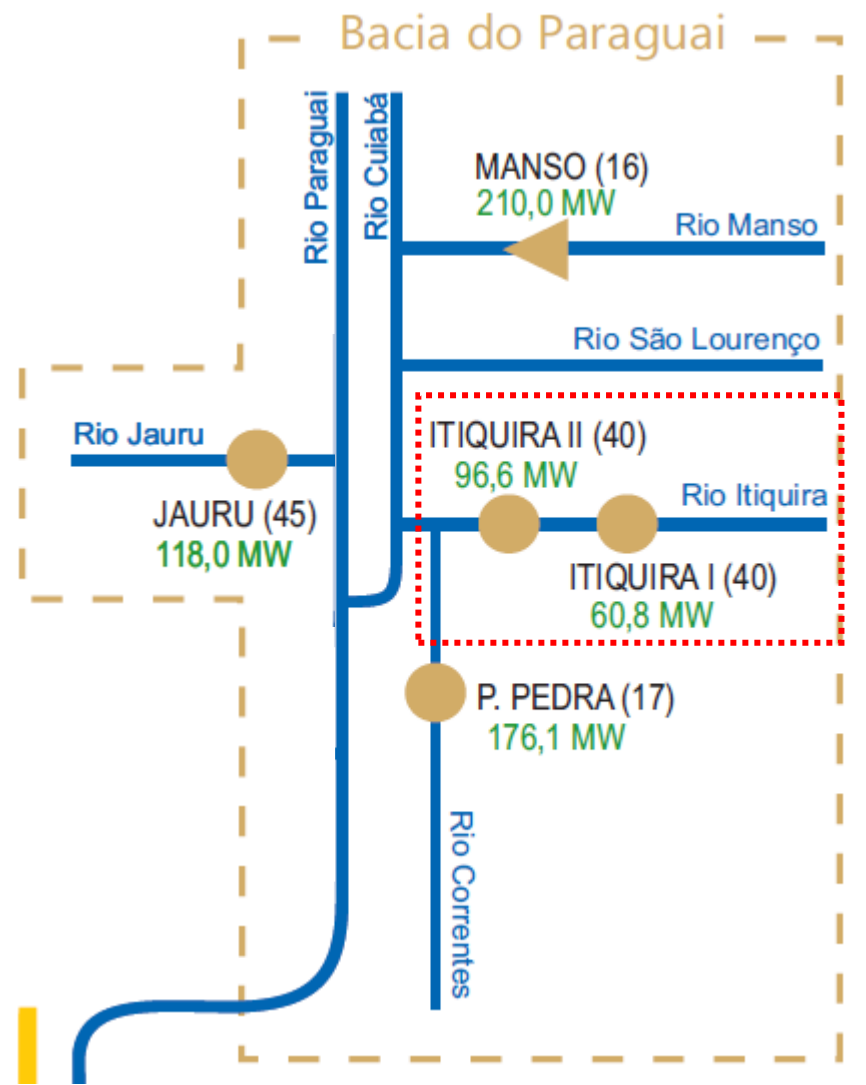 Bacia do Paraguai
Rio Paraguai
Rio Cuiabá
MANSO (16)
210,0 MW
Rio Manso
Rio São Lourenço
Rio Jauru
JAURU (45)
118,0 MW
ITIQUIRA II (40)
96,6 MW
Rio Itiquira
ITIQUIRA I (40)
60,8 MW
P. PEDRA (17)
176,1 MW
Rio Correntes